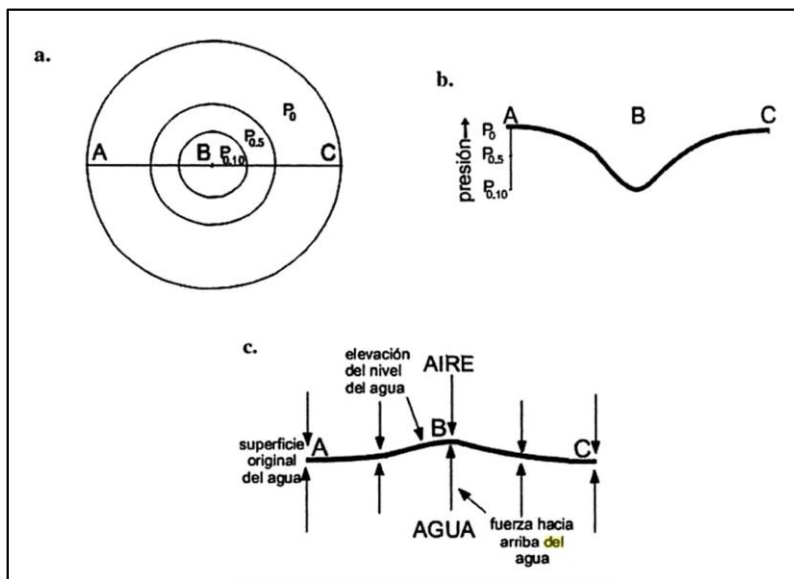 a.
P₀
P₀.₅
A
B
P₀.₁₀
C
b.
A
B
C
presión
P₀
P₀.₅
P₀.₁₀
c.
elevación
del nivel
del agua
AIRE
B
superficie
original
del agua
A
C
AGUA
fuerza hacia
arriba del
agua